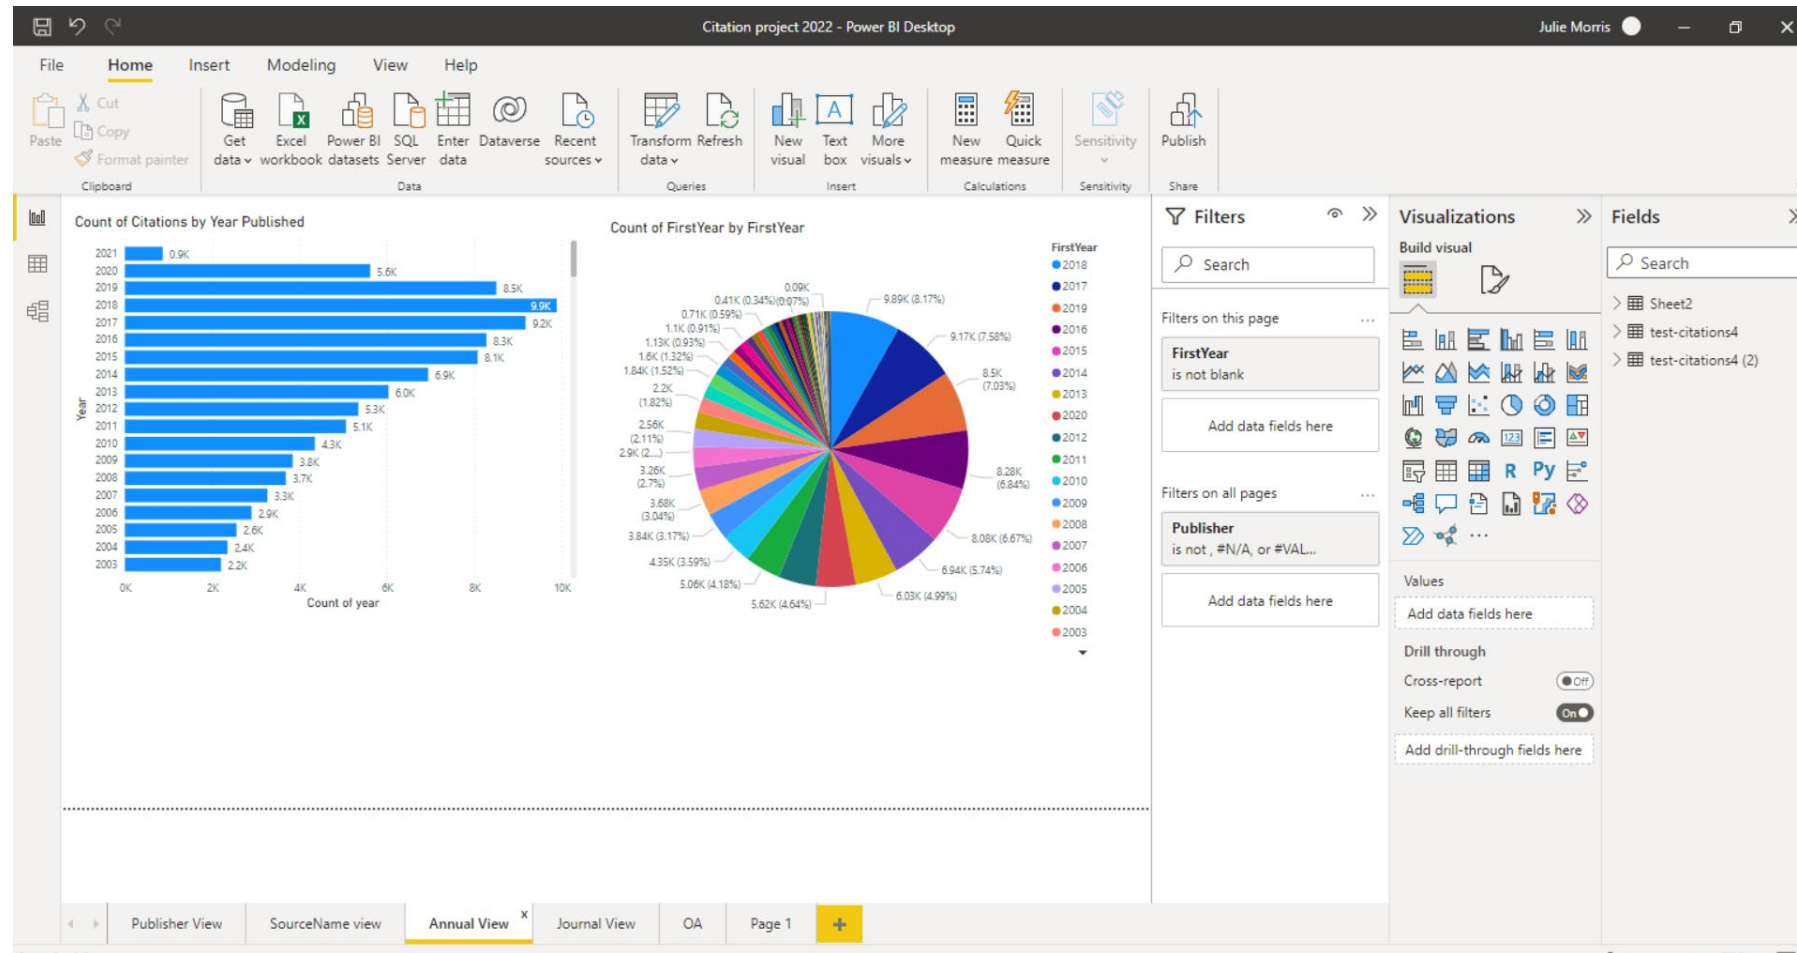 Citation project 2022 - Power BI Desktop
Julie Morris
File Home Insert Modeling View Help
Paste
Cut
Copy
Format painter
Clipboard
Get data
Excel workbook
Power BI datasets
SQL Server
Enter data
Dataverse
Recent sources
Data
Transform data
Refresh
Queries
New visual
Text box
More visuals
Insert
New measure
Quick measure
Calculations
Sensitivity
Sensitivity
Publish
Share
Count of Citations by Year Published
Year
2021 0.9K
2020 5.6K
2019 8.5K
2018 9.9K
2017 9.2K
2016 8.3K
2015 8.1K
2014 6.9K
2013 6.0K
2012 5.3K
2011 5.1K
2010 4.3K
2009 3.8K
2008 3.7K
2007 3.3K
2006 2.9K
2005 2.6K
2004 2.4K
2003 2.2K
0K 2K 4K 6K 8K 10K
Count of year
Count of FirstYear by FirstYear
9.89K (8.17%)
9.17K (7.58%)
8.5K
(7.03%)
8.28K
(6.84%)
8.08K (6.67%)
6.94K (5.74%)
6.03K (4.99%)
5.62K (4.64%)
5.06K (4.18%)
4.35K (3.59%)
3.84K (3.17%)
3.68K
(3.04%)
3.26K
(2.7%)
2.9K (2....)
2.56K
(2.11%)
2.2K
(1.82%)
1.84K (1.52%)
1.6K (1.32%)
1.13K (0.93%)
1.1K (0.91%)
0.71K (0.59%)
0.41K (0.34%)
0.09K
(0.07%)
FirstYear
2018
2017
2019
2016
2015
2014
2013
2020
2012
2011
2010
2009
2008
2007
2006
2005
2004
2003
Filters
Search
Filters on this page ...
FirstYear
is not blank
Add data fields here
Filters on all pages ...
Publisher
is not , #N/A, or #VAL...
Add data fields here
Visualizations
Build visual
123
R Py
...
Values
Add data fields here
Drill through
Cross-report Off
Keep all filters On
Add drill-through fields here
Fields
Search
Sheet2
test-citations4
test-citations4 (2)
Publisher View
SourceName view
Annual View x
Journal View
OA
Page 1
+